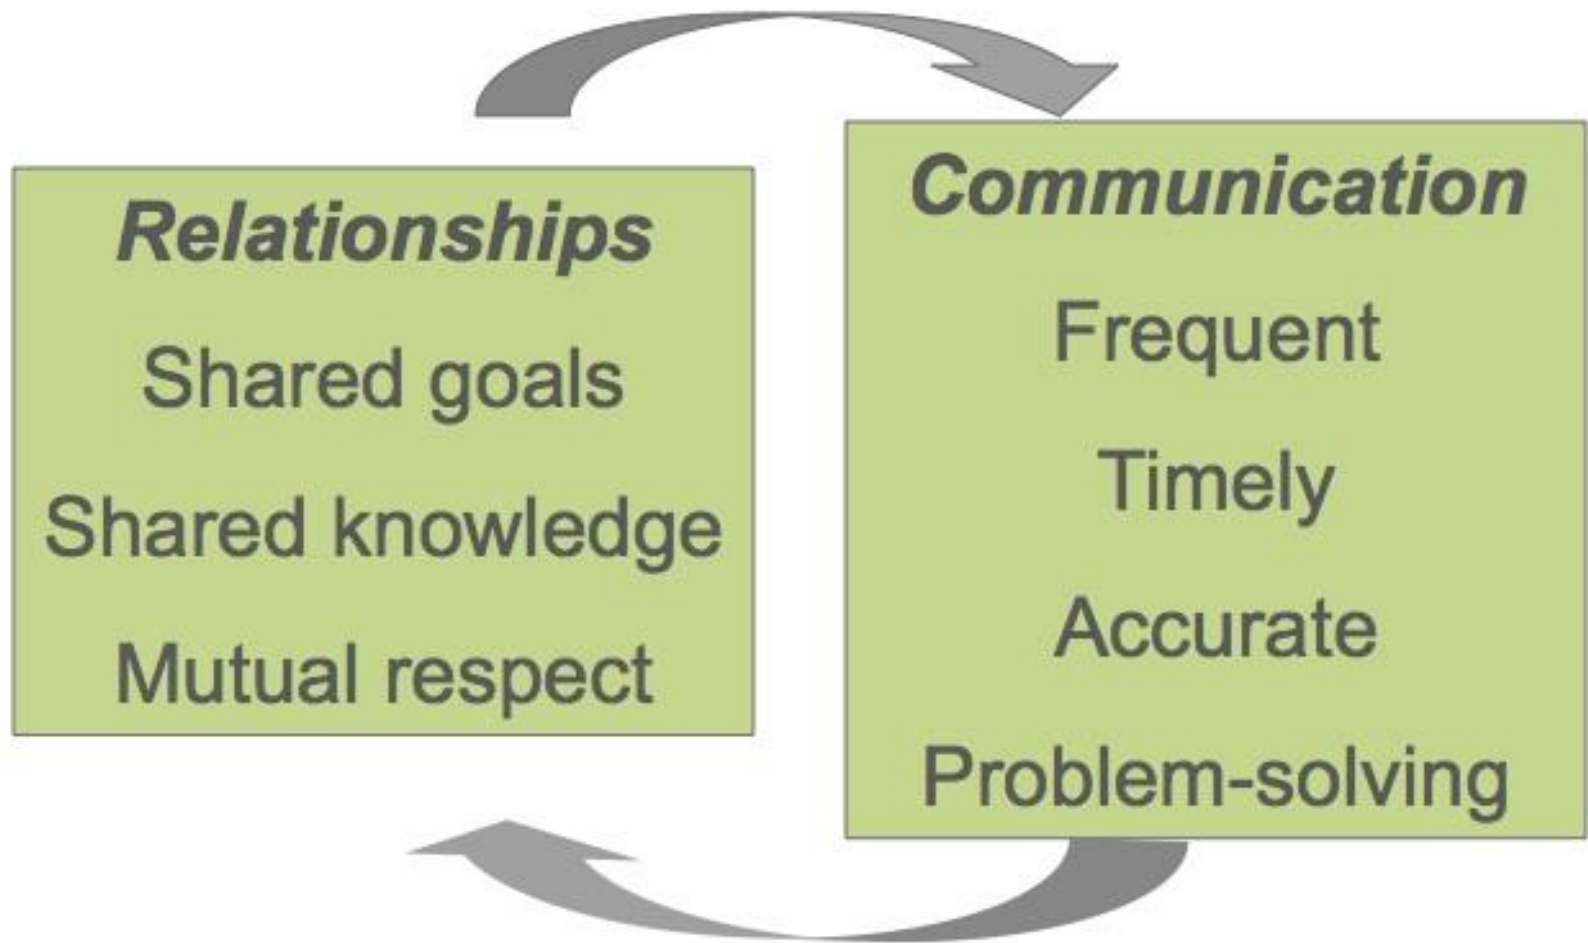 Relationships
Shared goals
Shared knowledge
Mutual respect
Communication
Frequent
Timely
Accurate
Problem-solving